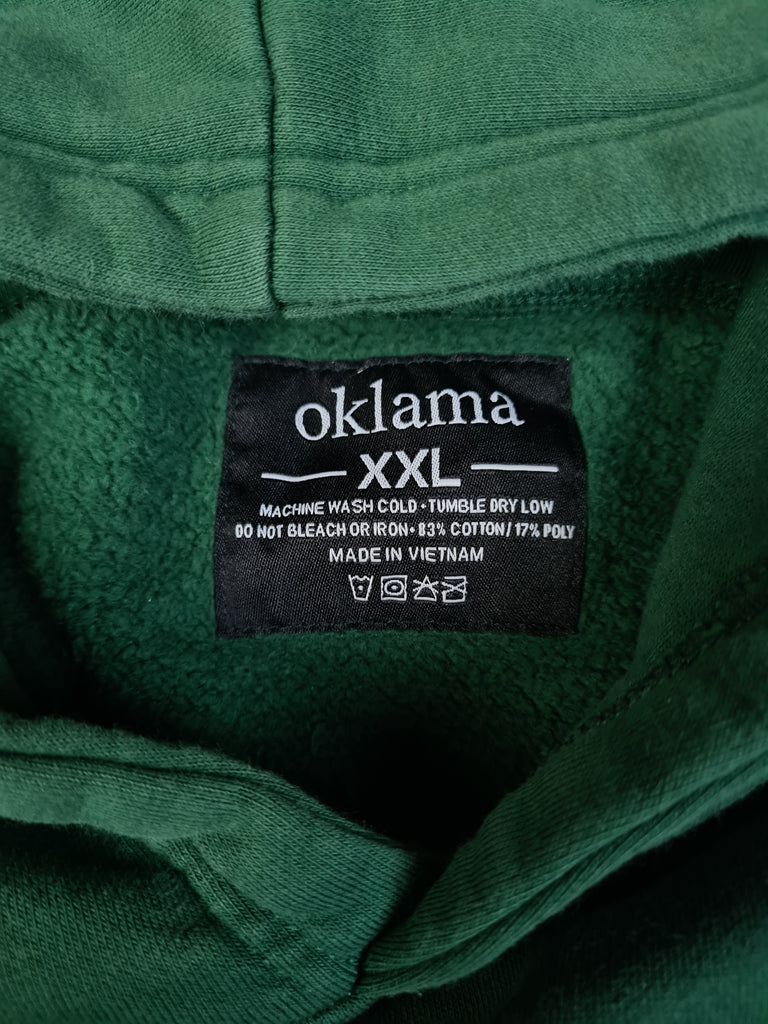 oklama
XXL
MACHINE WASH COLD • TUMBLE DRY LOW
DO NOT BLEACH OR IRON • 83% COTTON / 17% POLY
MADE IN VIETNAM